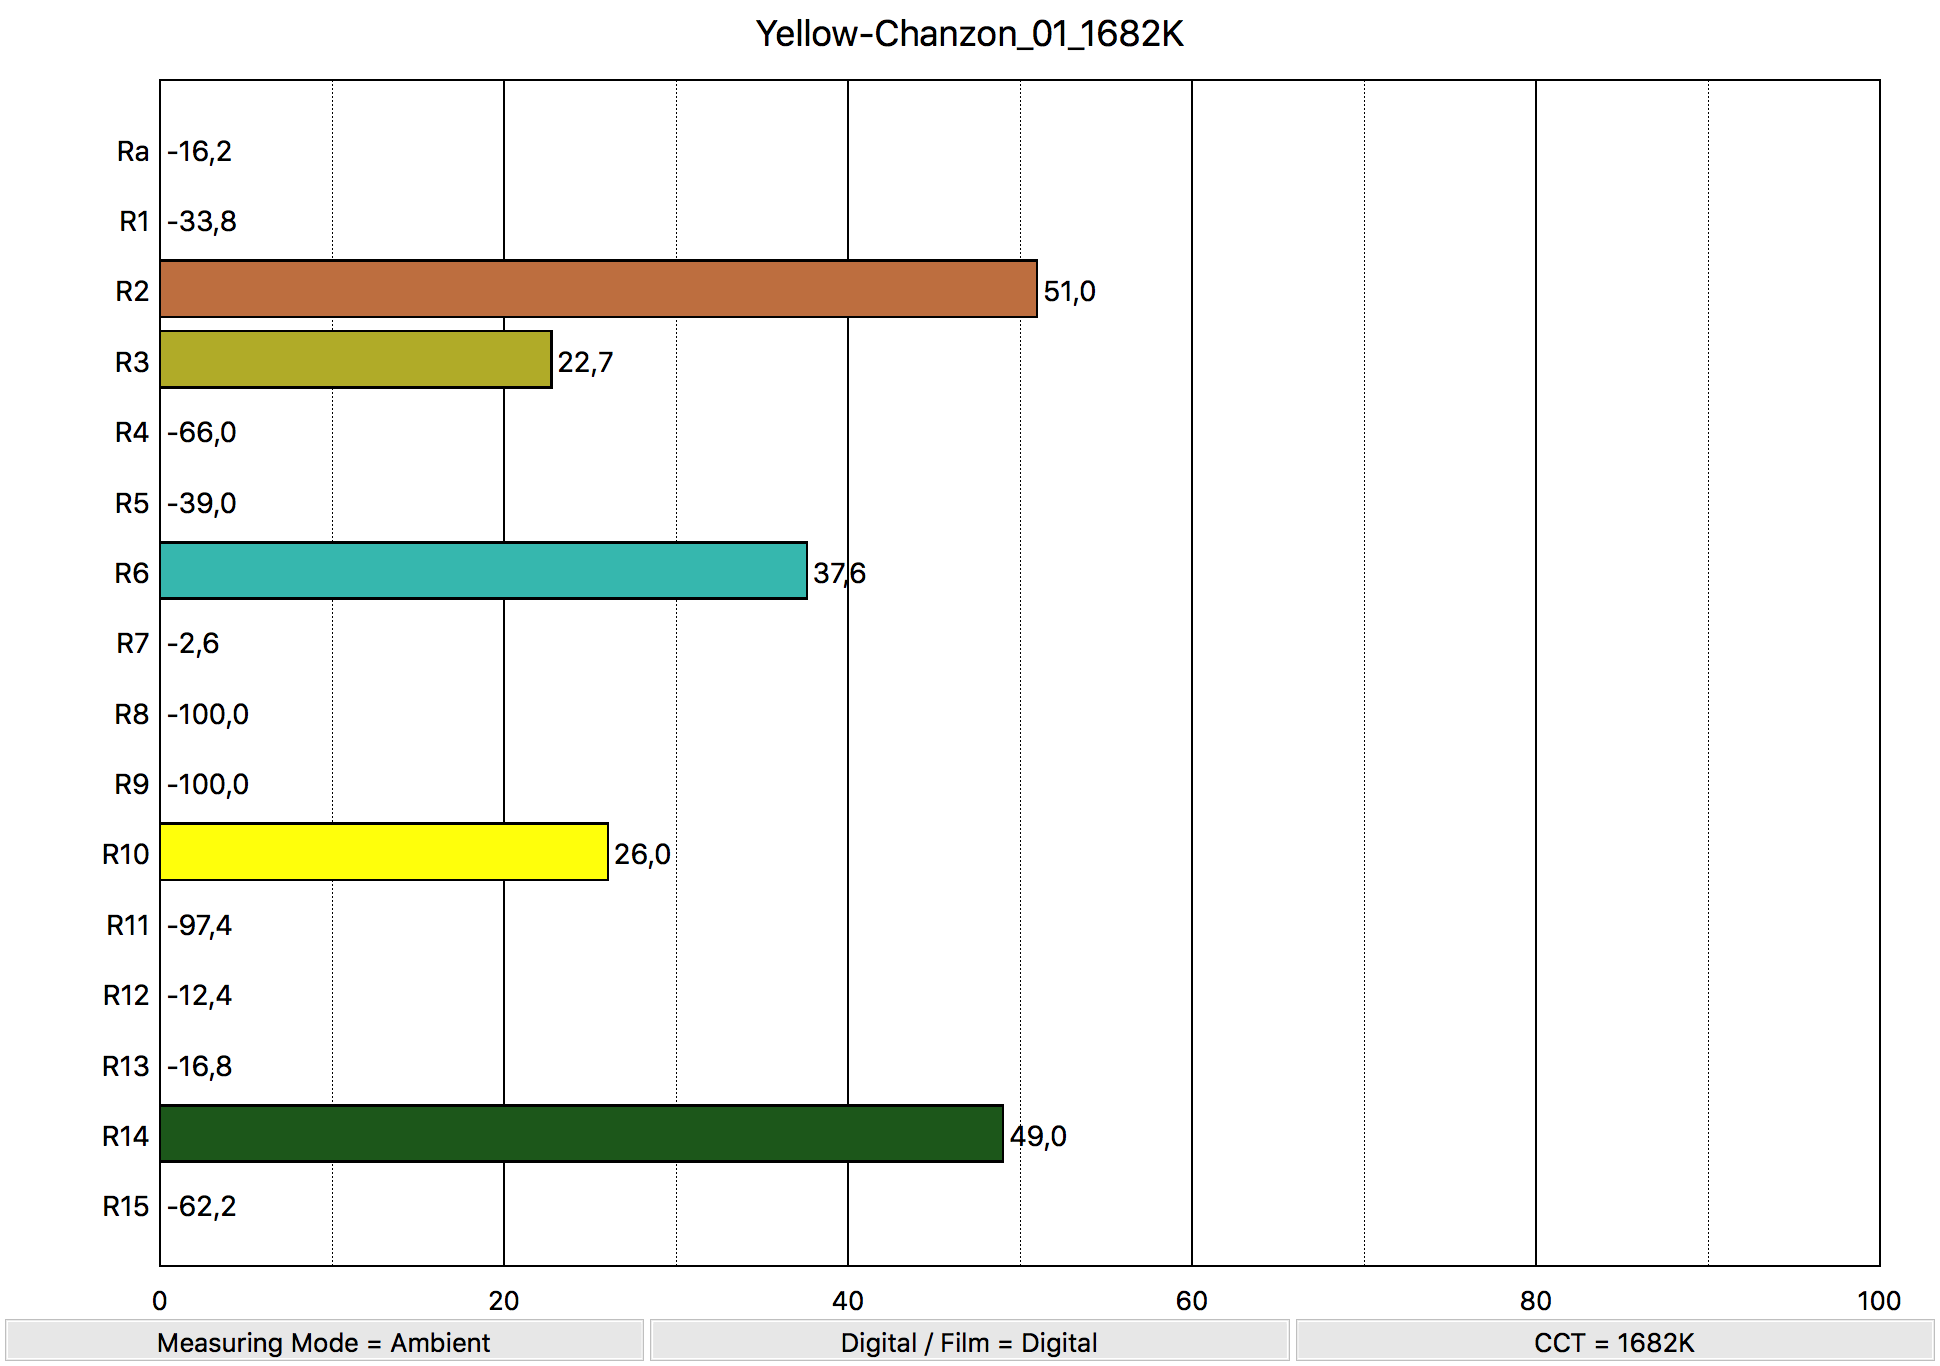 Yellow-Chanzon_01_1682K
Ra -16,2
R1 -33,8
R2 51,0
R3 22,7
R4 -66,0
R5 -39,0
R6 37,6
R7 -2,6
R8 -100,0
R9 -100,0
R10 26,0
R11 -97,4
R12 -12,4
R13 -16,8
R14 49,0
R15 -62,2
0 20 40 60 80 100
Measuring Mode = Ambient Digital / Film = Digital CCT = 1682K